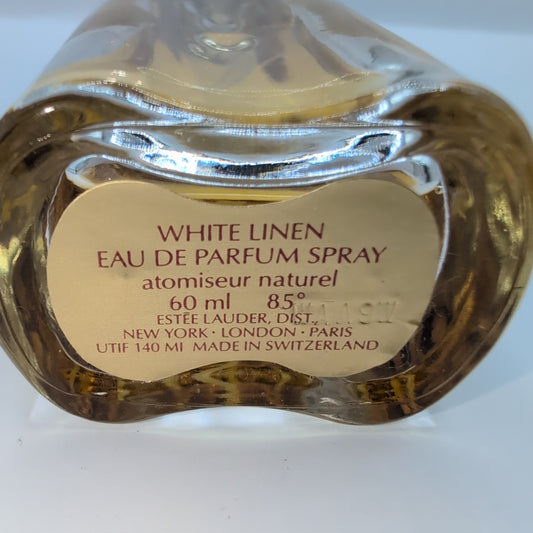 WHITE LINEN
EAU DE PARFUM SPRAY
atomiseur naturel
60 ml 85°
ESTĒE LAUDER, DIST.,
NEW YORK · LONDON · PARIS
UTIF 140 MI MADE IN SWITZERLAND